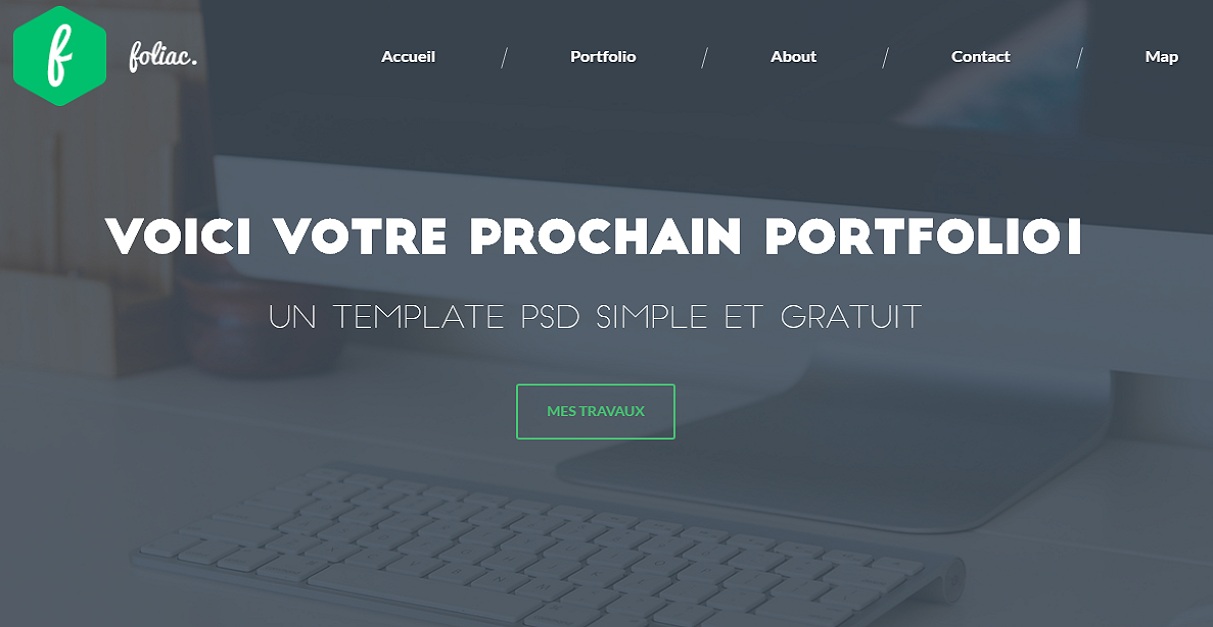 f
foliac.
Accueil / Portfolio / About / Contact / Map
VOICI VOTRE PROCHAIN PORTFOLIO!
UN TEMPLATE PSD SIMPLE ET GRATUIT
MES TRAVAUX